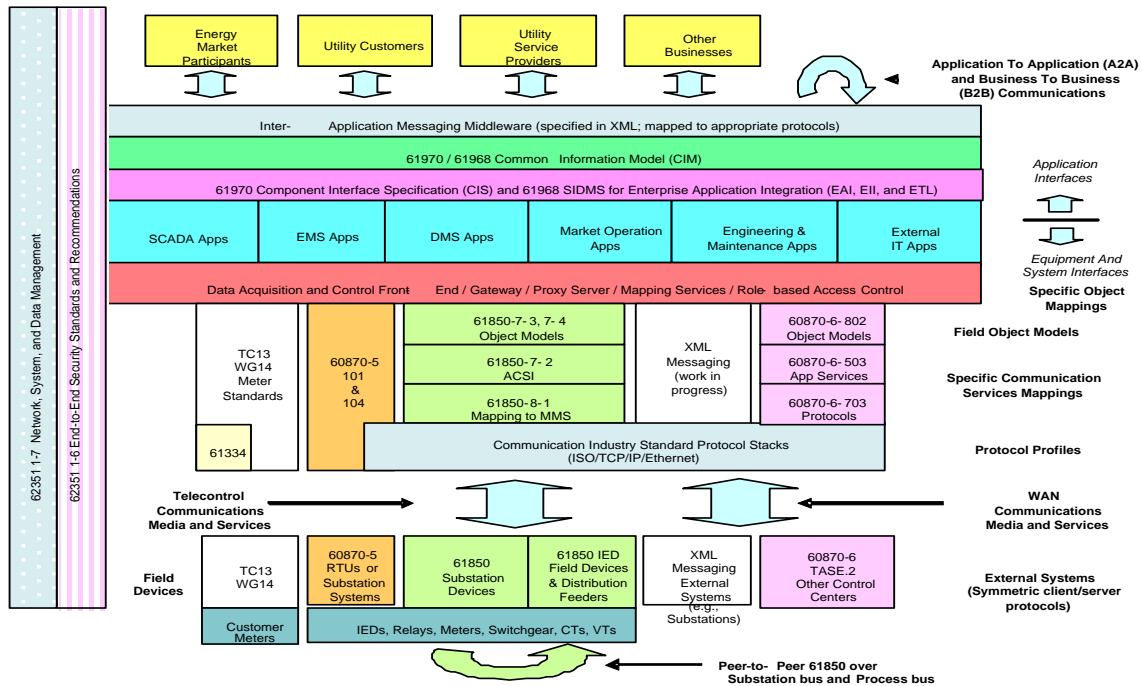 Energy
Market
Participants
Utility Customers
Utility
Service
Providers
Other
Businesses
Application To Application (A2A)
and Business To Business
(B2B) Communications
Inter- Application Messaging Middleware (specified in XML; mapped to appropriate protocols)
61970 / 61968 Common Information Model (CIM)
61970 Component Interface Specification (CIS) and 61968 SIDMS for Enterprise Application Integration (EAI, EII, and ETL)
Application
Interfaces
SCADA Apps
EMS Apps
DMS Apps
Market Operation
Apps
Engineering &
Maintenance Apps
External
IT Apps
Equipment And
System Interfaces
Data Acquisition and Control Front- End / Gateway / Proxy Server / Mapping Services / Role- based Access Control
Specific Object
Mappings
62351 1-7 Network, System, and Data Management
62351 1-6 End-to-End Security Standards and Recommendations
TC13
WG14
Meter
Standards
61334
60870-5
101
&
104
61850-7- 3, 7- 4
Object Models
61850-7- 2
ACSI
61850-8- 1
Mapping to MMS
XML
Messaging
(work in
progress)
60870-6- 802
Object Models
60870-6- 503
App Services
60870-6- 703
Protocols
Field Object Models
Specific Communication
Services Mappings
Communication Industry Standard Protocol Stacks
(ISO/TCP/IP/Ethernet)
Protocol Profiles
Telecontrol
Communications
Media and Services
WAN
Communications
Media and Services
Field
Devices
TC13
WG14
60870-5
RTUs or
Substation
Systems
61850
Substation
Devices
61850 IED
Field Devices
& Distribution
Feeders
XML
Messaging
External
Systems
(e.g.,
Substations)
60870-6
TASE.2
Other Control
Centers
External Systems
(Symmetric client/server
protocols)
Customer
Meters
IEDs, Relays, Meters, Switchgear, CTs, VTs
Peer-to- Peer 61850 over
Substation bus and Process bus